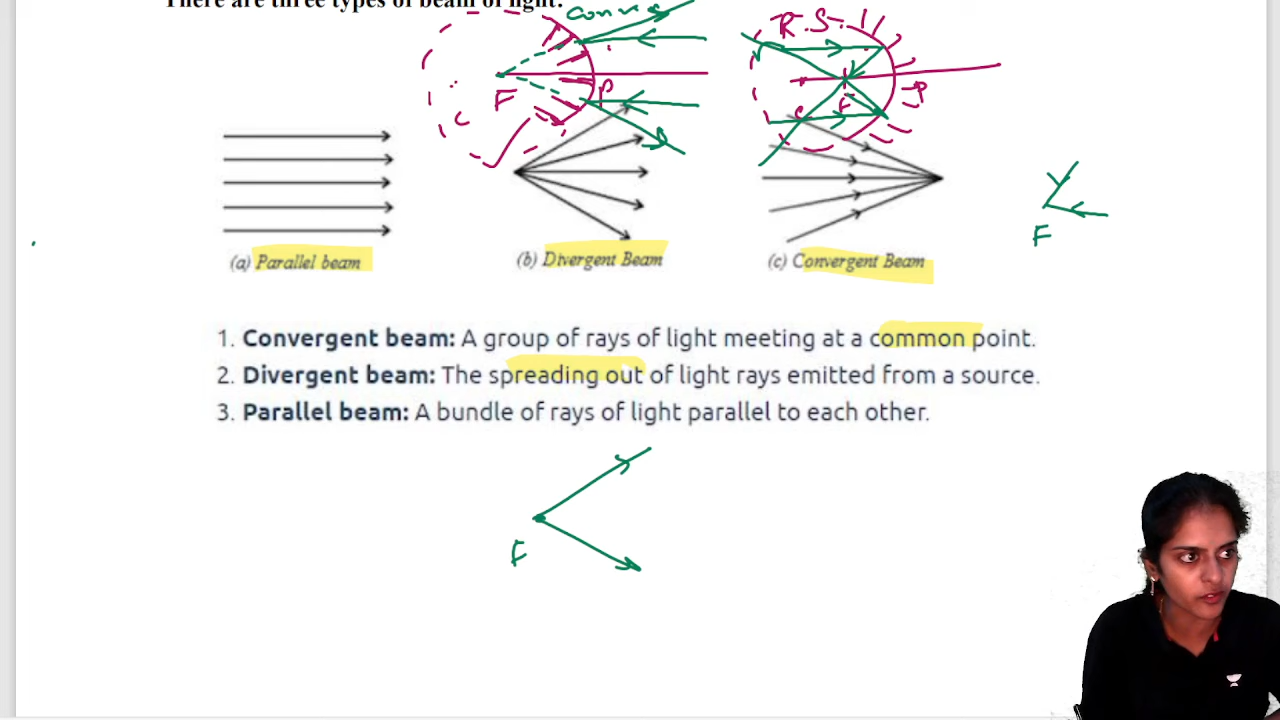 There are three types of beam of light:
convex
R.S.
F
P
C
F
P
C
F
(a) Parallel beam
(b) Divergent Beam
(c) Convergent Beam
1. Convergent beam: A group of rays of light meeting at a common point.
2. Divergent beam: The spreading out of light rays emitted from a source.
3. Parallel beam: A bundle of rays of light parallel to each other.
F